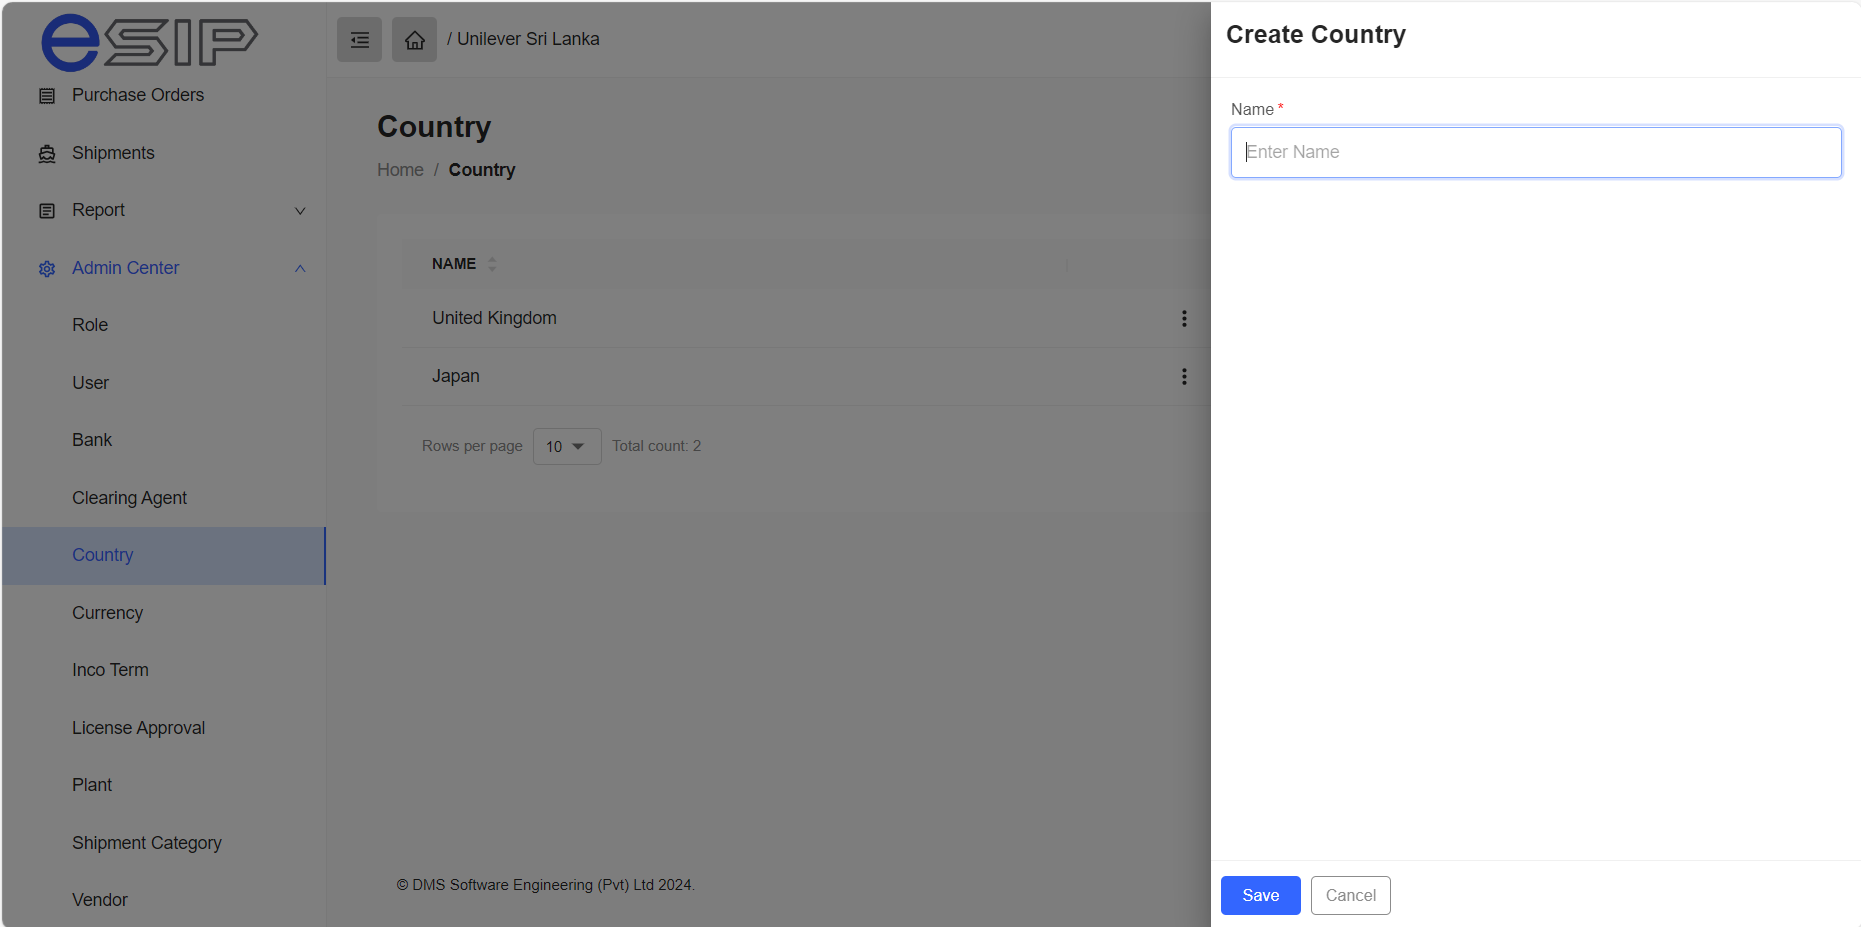 eSIP
Purchase Orders
Shipments
Report
Admin Center
Role
User
Bank
Clearing Agent
Country
Currency
Inco Term
License Approval
Plant
Shipment Category
Vendor
/ Unilever Sri Lanka
Country
Home / Country
NAME
United Kingdom
Japan
Rows per page 10 Total count: 2
© DMS Software Engineering (Pvt) Ltd 2024.
Create Country
Name *
Enter Name
Save Cancel